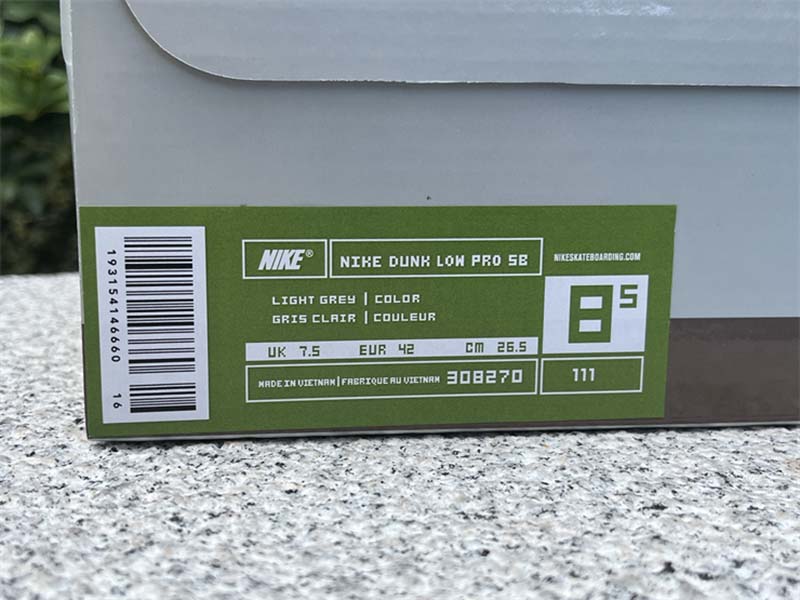 193154146660 16
NIKE® NIKE DUNK LOW PRO SB
NIKESKATEBOARDING.COM
LIGHT GREY | COLOR
GRIS CLAIR | COULEUR
8 5
UK 7.5 EUR 42 CM 26.5
MADE IN VIETNAM | FABRIQUE AU VIETNAM 308270 111